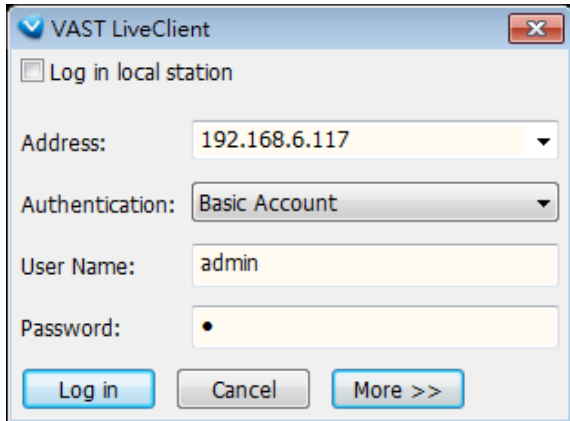 VAST LiveClient
Log in local station
Address: 192.168.6.117
Authentication: Basic Account
User Name: admin
Password: •
Log in Cancel More >>